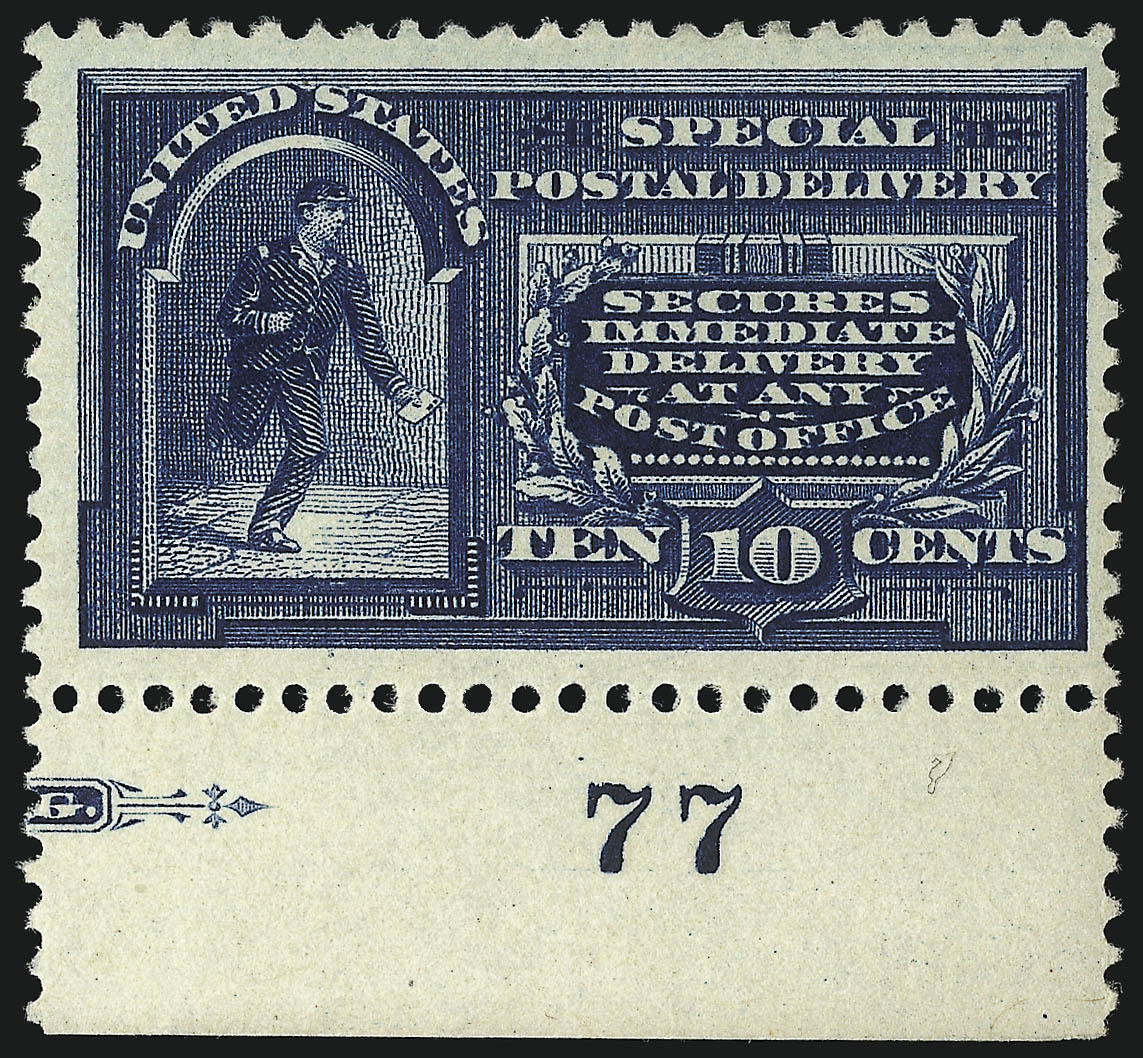 UNITED STATES
SPECIAL
POSTAL DELIVERY
SECURES
IMMEDIATE
DELIVERY
AT ANY
POST OFFICE
TEN 10 CENTS
E.
77